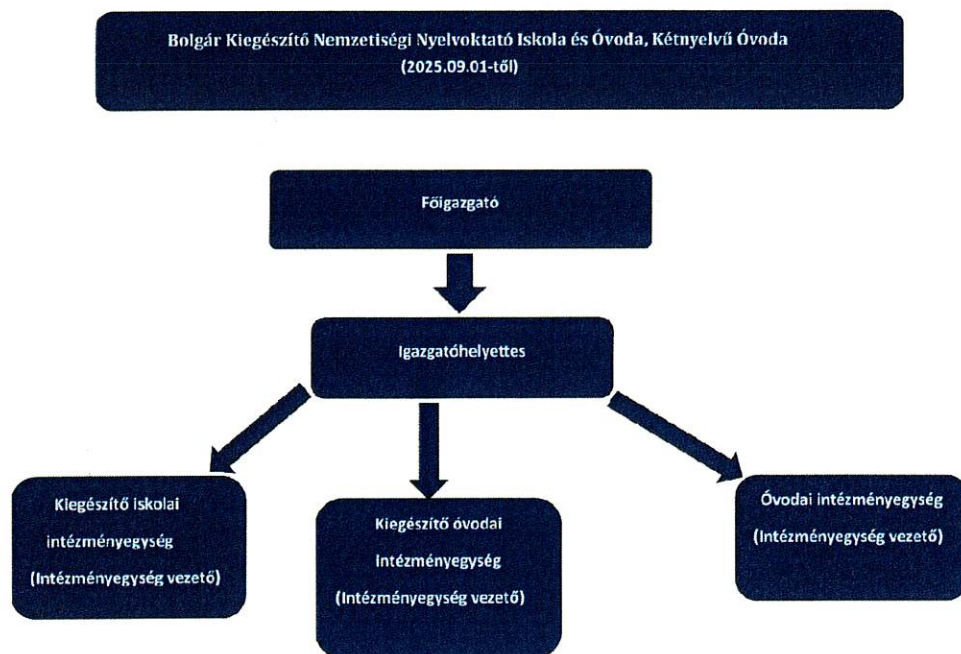 Bolgár Kiegészítő Nemzetiségi Nyelvoktató Iskola és Óvoda, Kétnyelvű Óvoda
(2025.09.01-től)
Főigazgató
Igazgatóhelyettes
Kiegészítő iskolai
intézményegység
(Intézményegység vezető)
Kiegészítő óvodai
intézményegység
(Intézményegység vezető)
Óvodai intézményegység
(Intézményegység vezető)